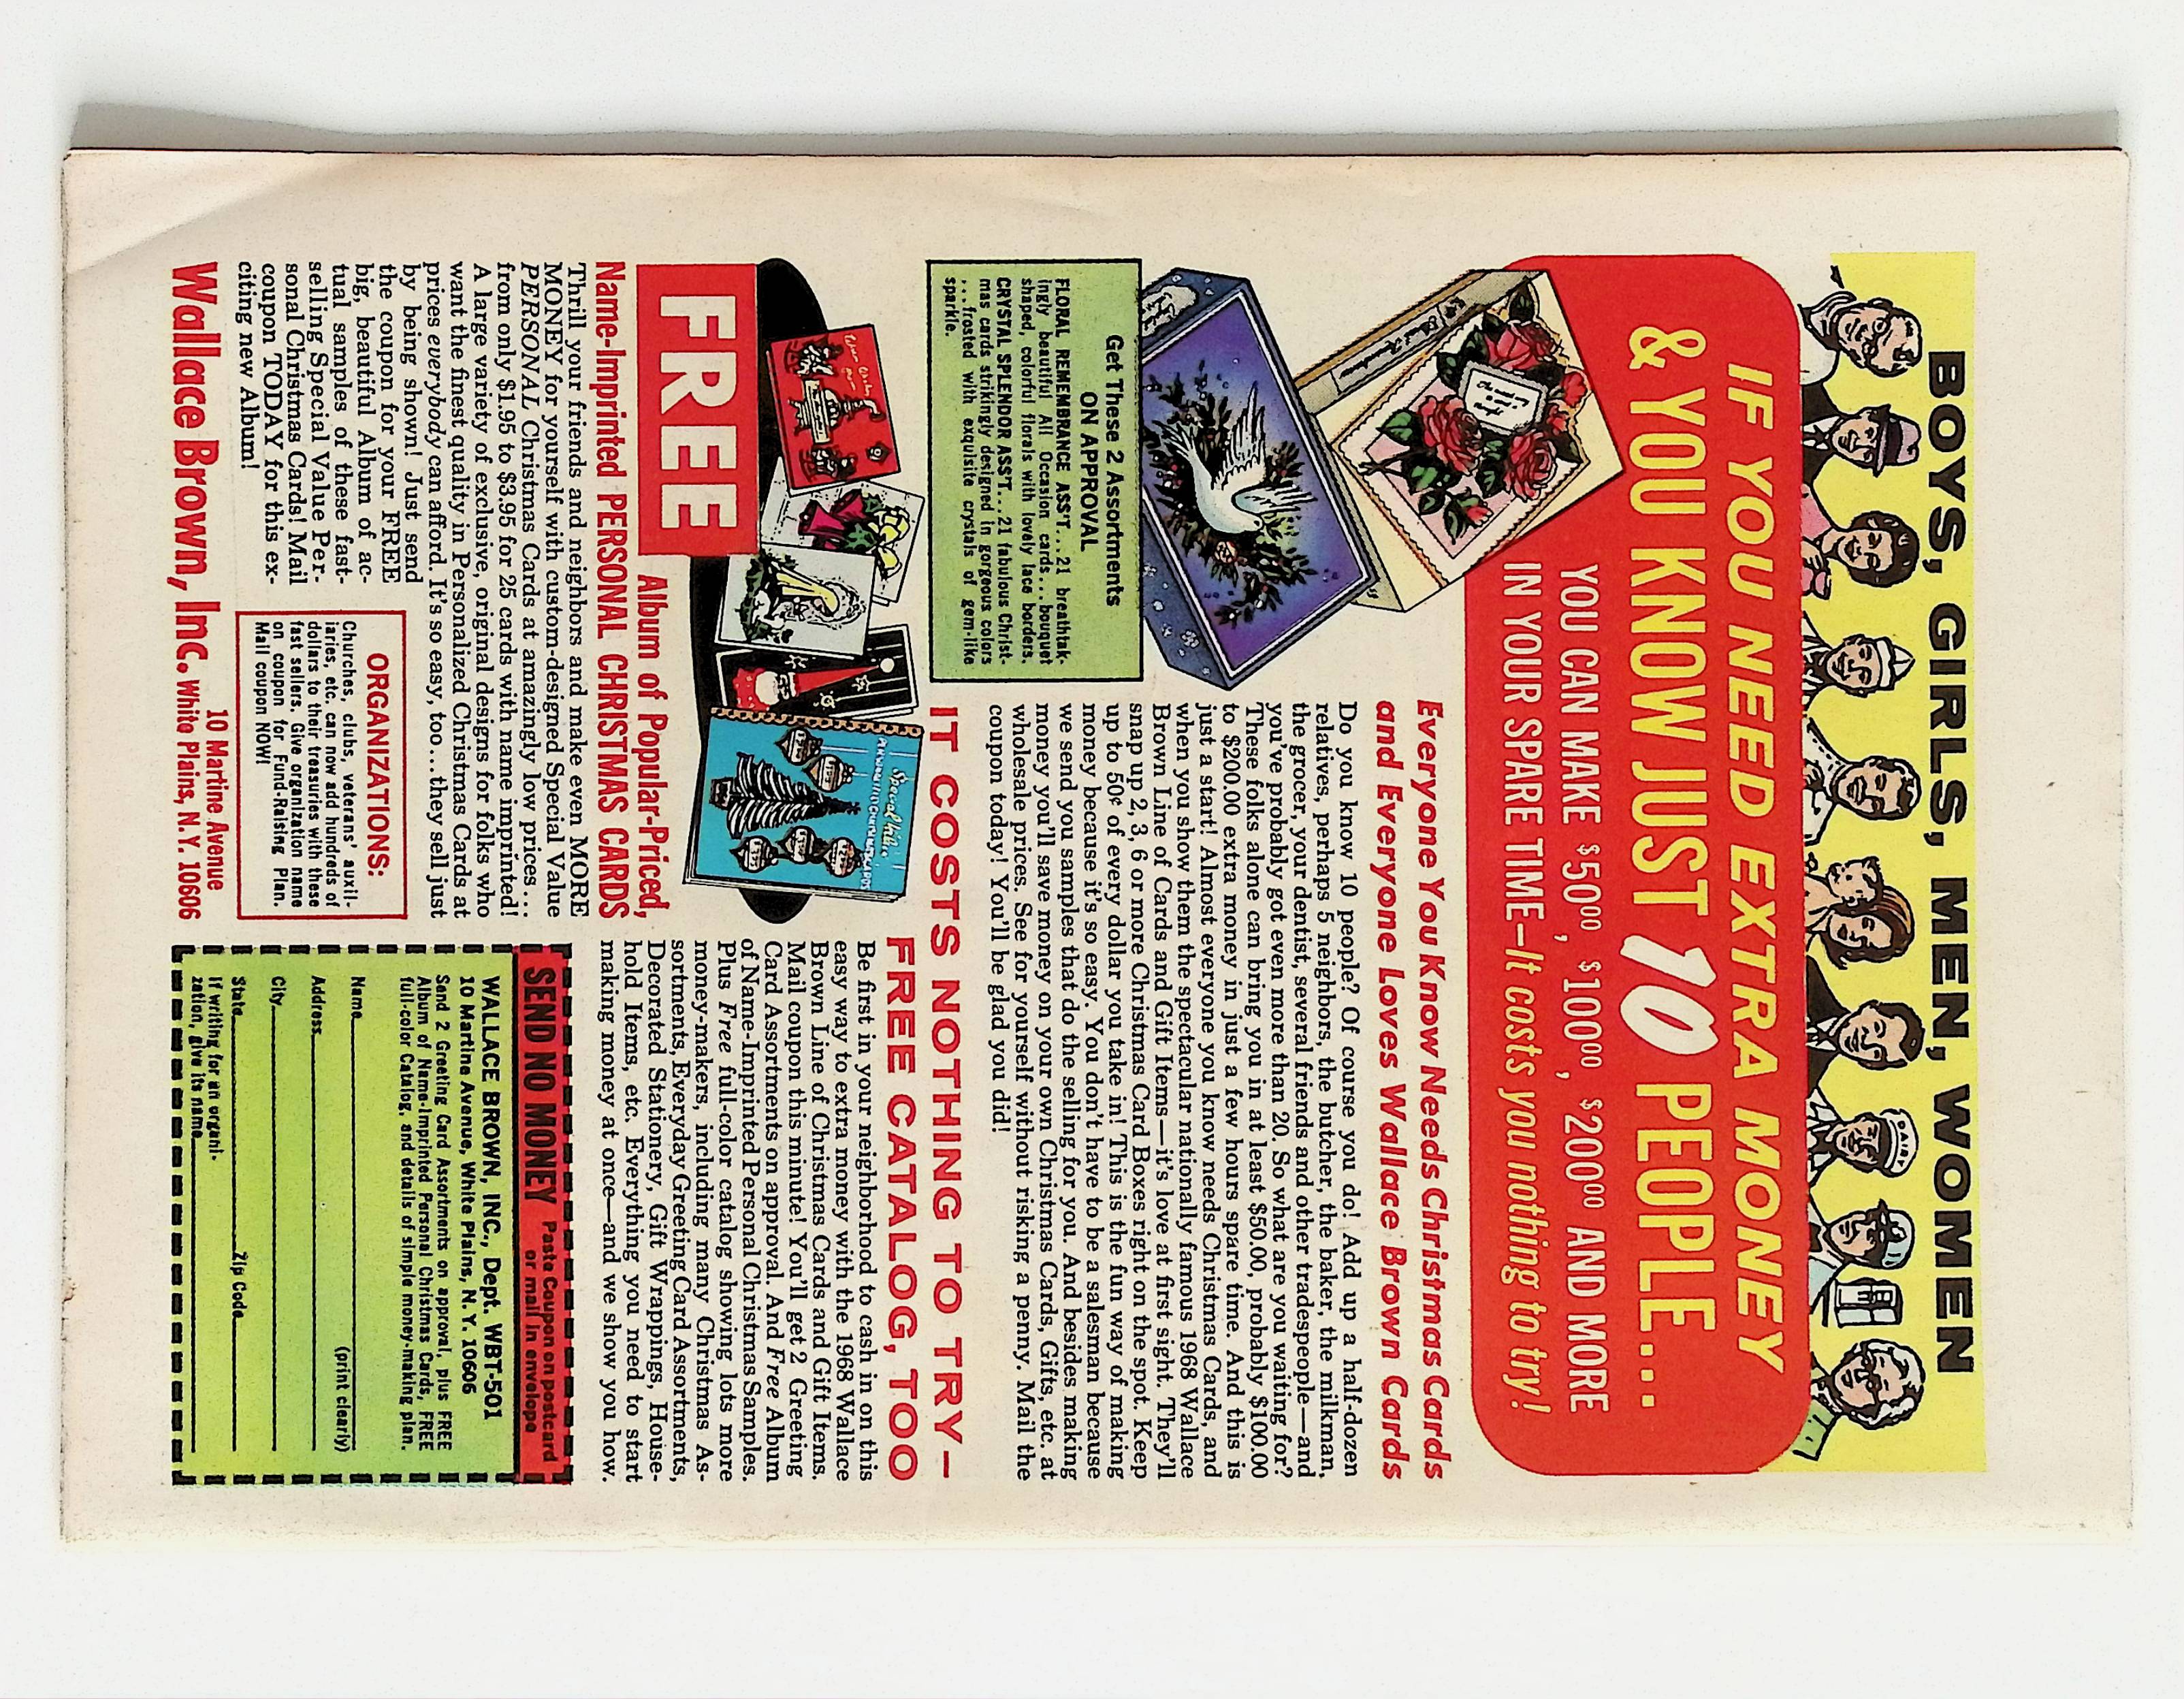 BOYS, GIRLS, MEN, WOMEN
DAIRY
IF YOU NEED EXTRA MONEY
& YOU KNOW JUST 10 PEOPLE...
YOU CAN MAKE $50⁰⁰, $100⁰⁰, $200⁰⁰ AND MORE
IN YOUR SPARE TIME—It costs you nothing to try!
Everyone You Know Needs Christmas Cards
and Everyone Loves Wallace Brown Cards
Do you know 10 people? Of course you do! Add up a half-dozen
relatives, perhaps 5 neighbors, the butcher, the baker, the milkman,
the grocer, your dentist, several friends and other tradespeople—and
you've probably got even more than 20. So what are you waiting for?
These folks alone can bring you in at least $50.00, probably $100.00
to $200.00 extra money in just a few hours spare time. And this is
just a start! Almost everyone you know needs Christmas Cards, and
when you show them the spectacular nationally famous 1968 Wallace
Brown Line of Cards and Gift Items—it's love at first sight. They'll
snap up 2, 3, 6 or more Christmas Card Boxes right on the spot. Keep
up to 50¢ of every dollar you take in! This is the fun way of making
money because it's so easy. You don't have to be a salesman because
we send you samples that do the selling for you. And besides making
money you'll save money on your own Christmas Cards, Gifts, etc. at
wholesale prices. See for yourself without risking a penny. Mail the
coupon today! You'll be glad you did!
Get These 2 Assortments
ON APPROVAL
FLORAL REMEMBRANCE ASS'T...21 breathtak-
ingly beautiful All Occasion cards...bouquet
shaped, colorful florals with lovely lace borders.
CRYSTAL SPLENDOR ASS'T...21 fabulous Christ-
mas cards strikingly designed in gorgeous colors
...frosted with exquisite crystals of gem-like
sparkle.
IT COSTS NOTHING TO TRY—
FREE CATALOG, TOO
Be first in your neighborhood to cash in on this
easy way to extra money with the 1968 Wallace
Brown Line of Christmas Cards and Gift Items.
Mail coupon this minute! You'll get 2 Greeting
Card Assortments on approval. And Free Album
of Name-Imprinted Personal Christmas Samples.
Plus Free full-color catalog showing lots more
money-makers, including many Christmas As-
sortments, Everyday Greeting Card Assortments,
Decorated Stationery, Gift Wrappings, House-
hold Items, etc. Everything you need to start
making money at once—and we show you how.
FREE
Album of Popular-Priced,
Name-Imprinted PERSONAL CHRISTMAS CARDS
Thrill your friends and neighbors and make even MORE
MONEY for yourself with custom-designed Special Value
PERSONAL Christmas Cards at amazingly low prices...
from only $1.95 to $3.95 for 25 cards with name imprinted!
A large variety of exclusive, original designs for folks who
want the finest quality in Personalized Christmas Cards at
prices everybody can afford. It's so easy, too...they sell just
by being shown! Just send
the coupon for your FREE
big, beautiful Album of ac-
tual samples of these fast-
selling Special Value Per-
sonal Christmas Cards! Mail
coupon TODAY for this ex-
citing new Album!
ORGANIZATIONS:
Churches, clubs, veterans' auxil-
iaries, etc. can now add hundreds of
dollars to their treasuries with these
fast sellers. Give organization name
on coupon for Fund-Raising Plan.
Mail coupon NOW!
Wallace Brown, Inc.
10 Martine Avenue
White Plains, N.Y. 10606
SEND NO MONEY
Paste Coupon on postcard
or mail in envelope
WALLACE BROWN, INC., Dept. WBT-501
10 Martine Avenue, White Plains, N.Y. 10606
Send 2 Greeting Card Assortments on approval, plus FREE
Album of Name-Imprinted Personal Christmas Cards, FREE
full-color Catalog, and details of simple money-making plan.
Name
(print clearly)
Address
City
State Zip Code
If writing for an organi-
zation, give its name